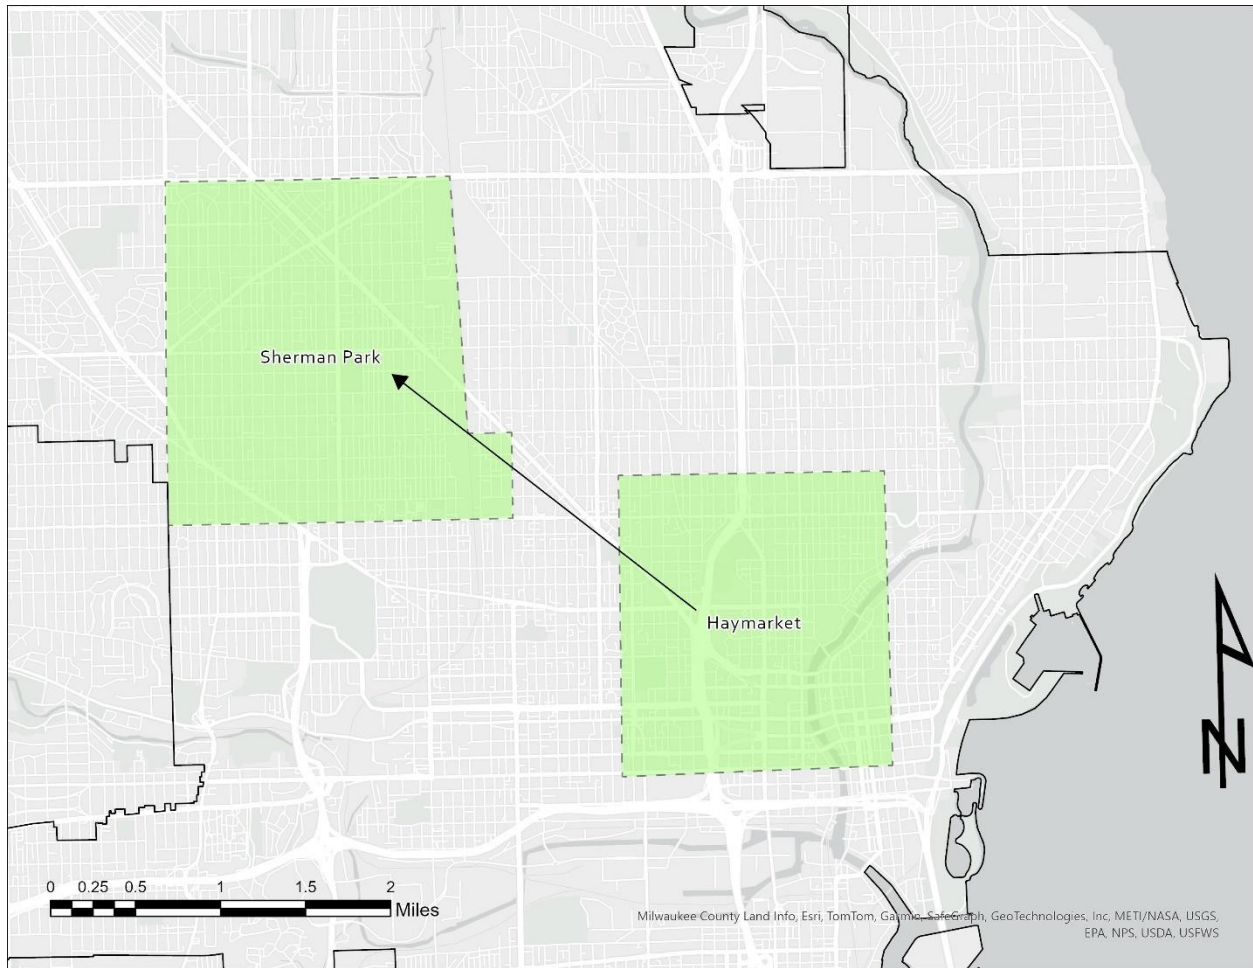 Sherman Park
Haymarket
N
0 0.25 0.5 1 1.5 2
Miles
Milwaukee County Land Info, Esri, TomTom, Garmin, SafeGraph, GeoTechnologies, Inc, METI/NASA, USGS,
EPA, NPS, USDA, USFWS